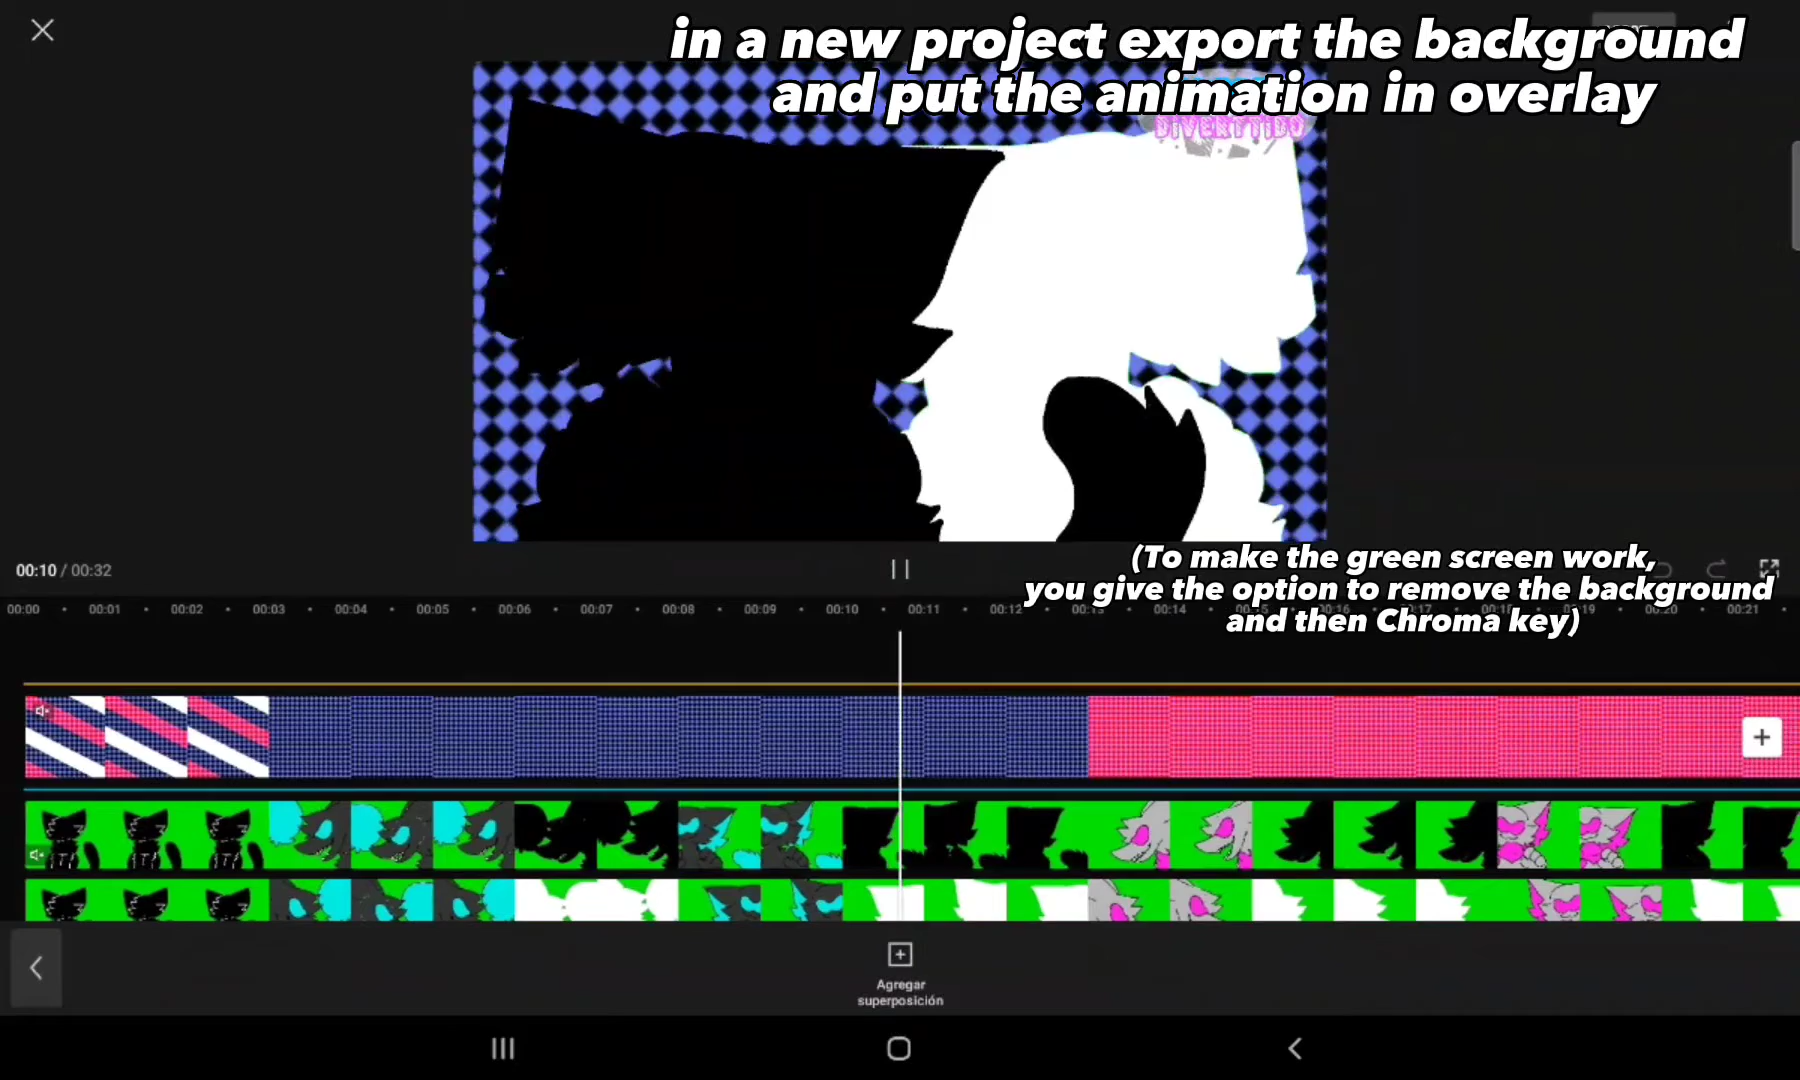 in a new project export the background
and put the animation in overlay
DIVERTIDO
00:10 / 00:32
(To make the green screen work,
you give the option to remove the background
and then Chroma key)
00:00 00:01 00:02 00:03 00:04 00:05 00:06 00:07 00:08 00:09 00:10 00:11 00:12 00:13 00:14 00:15 00:16 00:17 00:18 00:19 00:20 00:21
Agregar
superposición